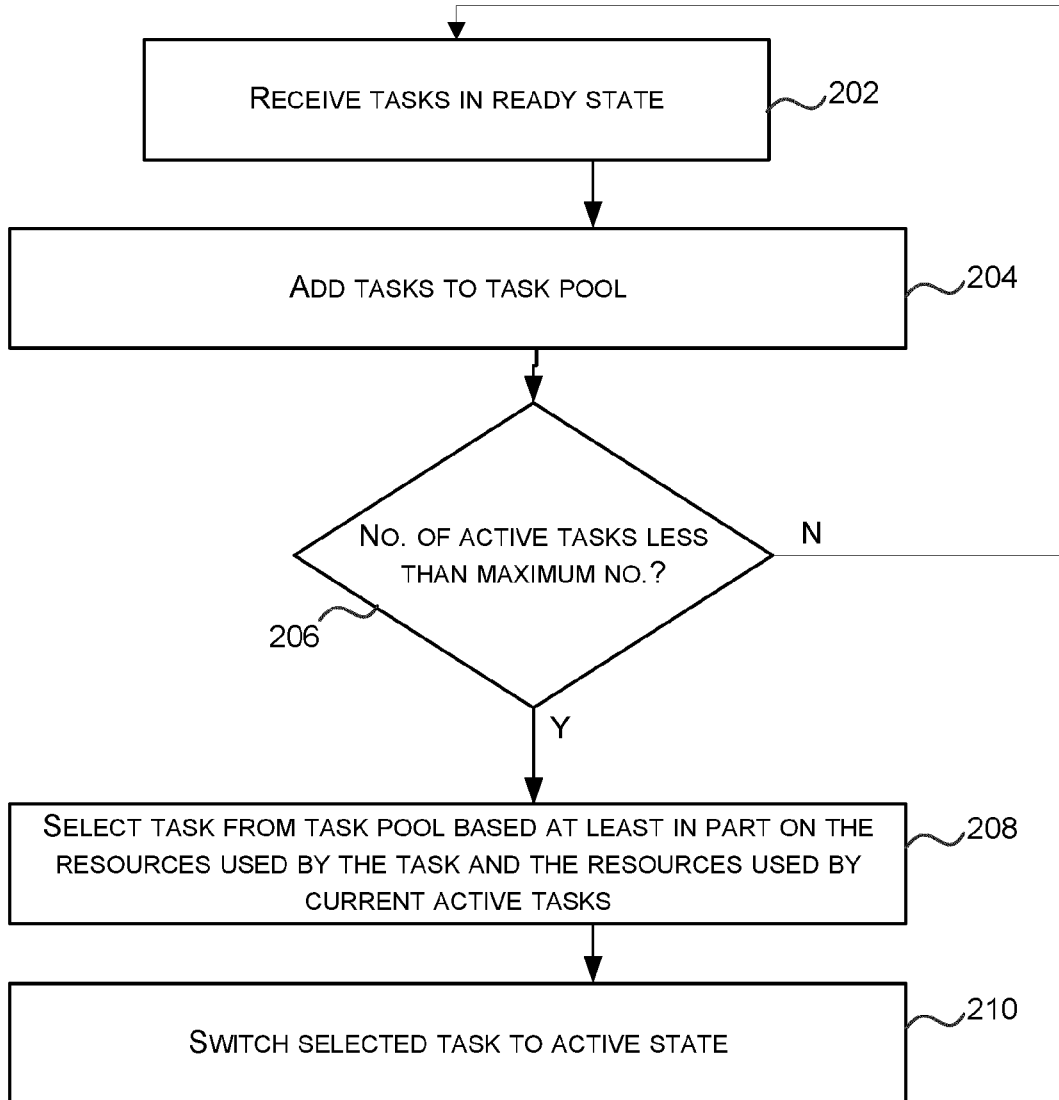 RECEIVE TASKS IN READY STATE
202
ADD TASKS TO TASK POOL
204
NO. OF ACTIVE TASKS LESS
THAN MAXIMUM NO.?
N
206
Y
SELECT TASK FROM TASK POOL BASED AT LEAST IN PART ON THE
RESOURCES USED BY THE TASK AND THE RESOURCES USED BY
CURRENT ACTIVE TASKS
208
SWITCH SELECTED TASK TO ACTIVE STATE
210